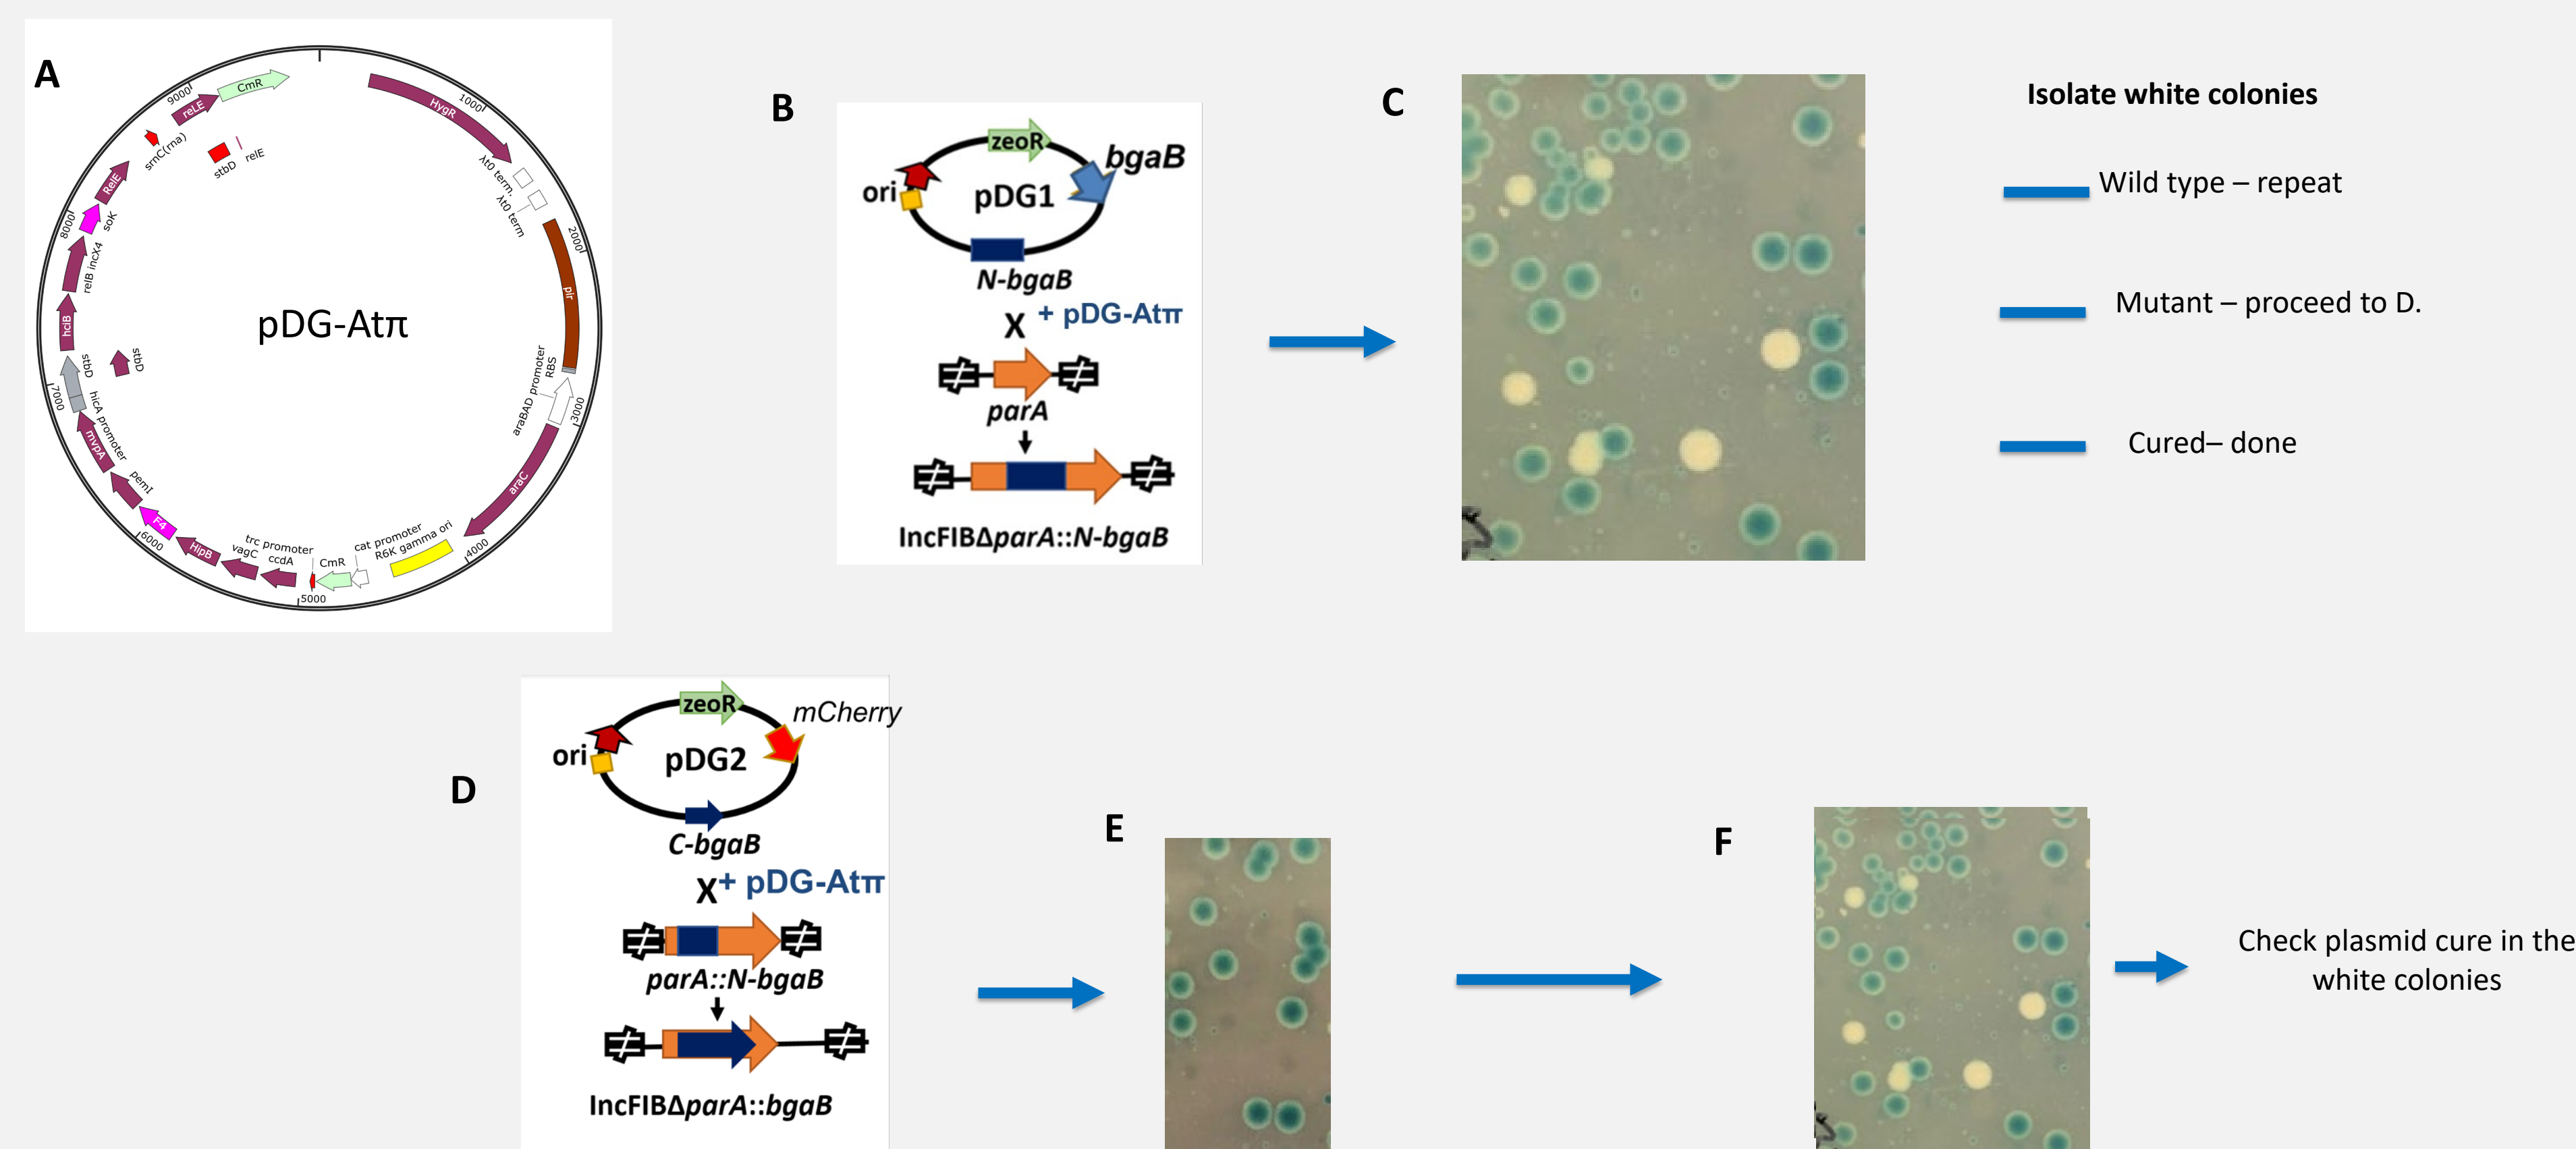 A
CmR
9000
relE
srnC(rna)
stbD
relE
HygR
1000
λt0 term.
λt0 term
2000
pir
RelE
soK
8000
relB incX4
hciB
stbD
stbD
7000
hicA promoter
mvpA
pemI
F4
6000
HipB
vagC
trc promoter
ccdA
5000
CmR
cat promoter
R6K gamma ori
4000
araC
3000
araBAD promoter
RBS
pDG-Atπ
B
zeoR
bgaB
ori
pDG1
N-bgaB
X + pDG-Atπ
parA
IncFIBΔparA::N-bgaB
C
Isolate white colonies
Wild type – repeat
Mutant – proceed to D.
Cured– done
D
zeoR
mCherry
ori
pDG2
C-bgaB
X+ pDG-Atπ
parA::N-bgaB
IncFIBΔparA::bgaB
E
F
Check plasmid cure in the
white colonies